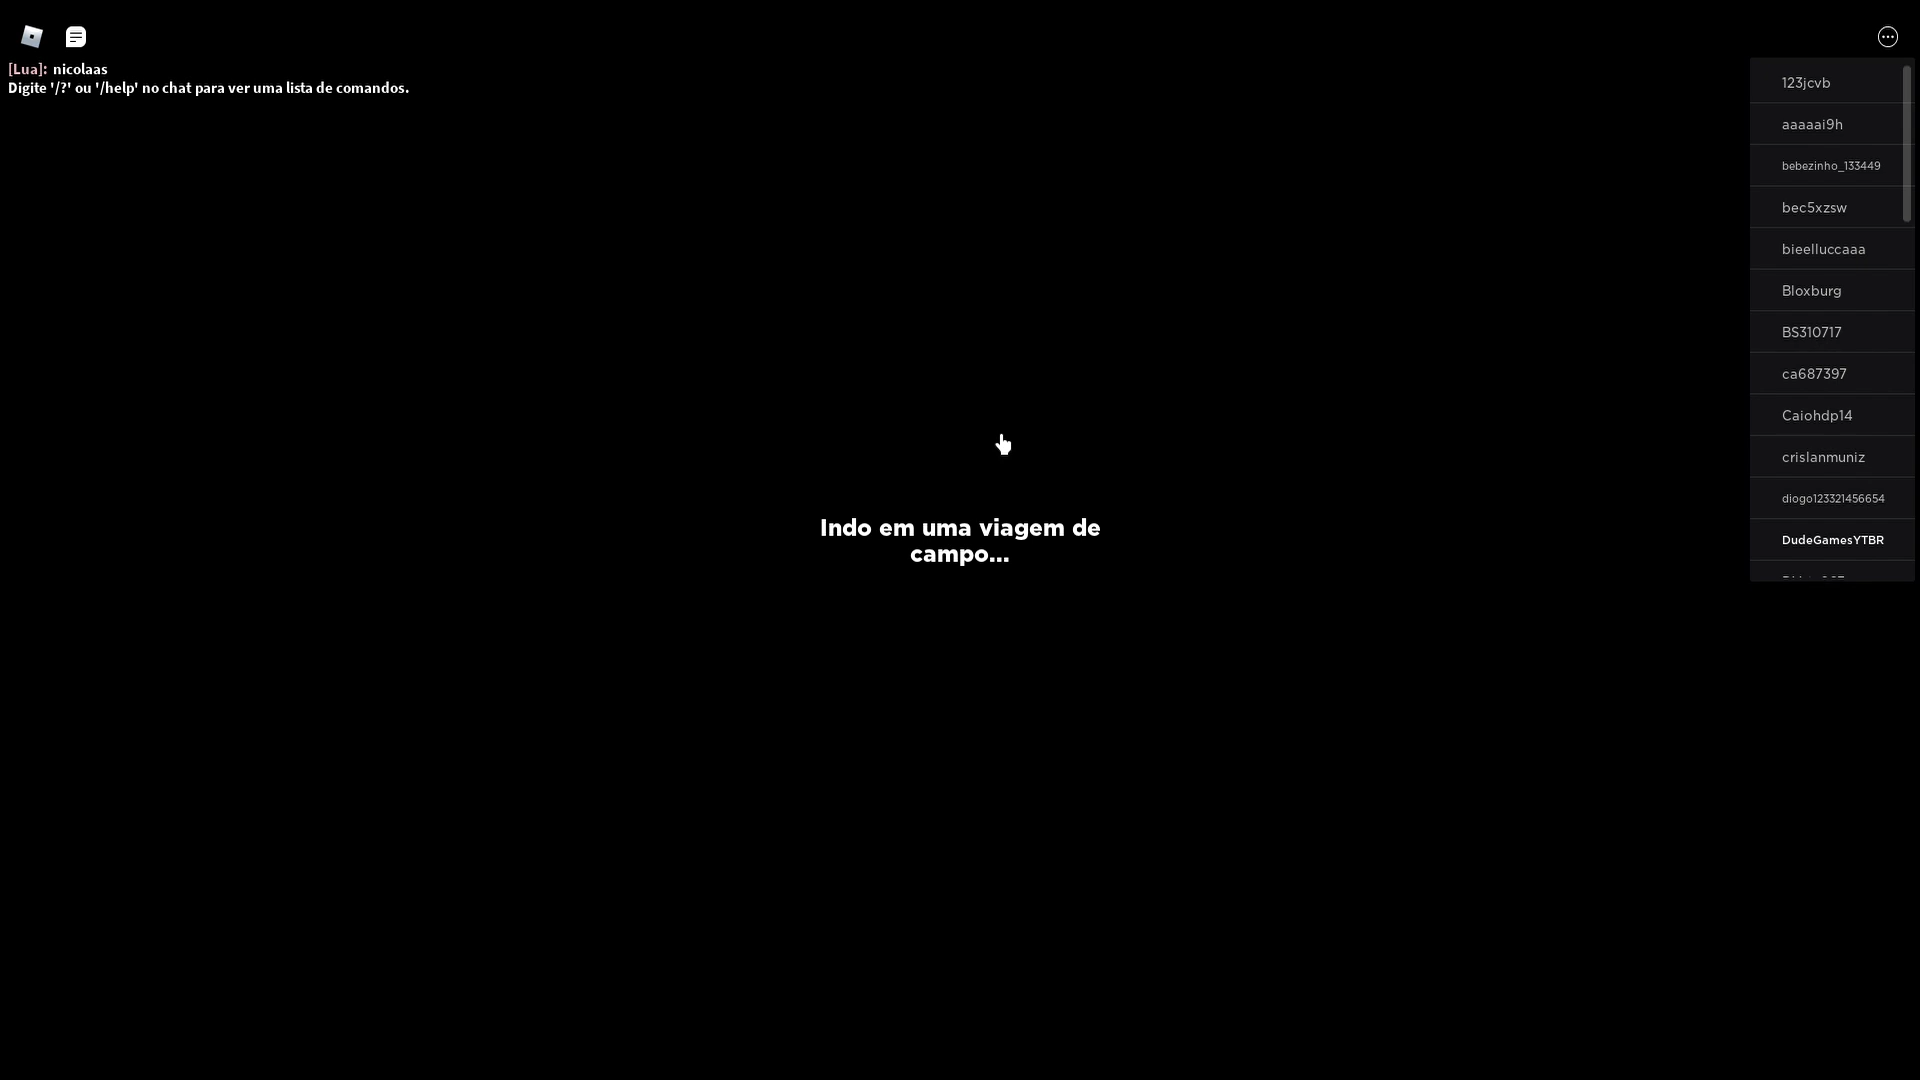 [Lua]: nicolaas
Digite '/?' ou '/help' no chat para ver uma lista de comandos.
123jcvb
aaaaai9h
bebezinho_133449
bec5xzsw
bieelluccaaa
Bloxburg
BS310717
ca687397
Caiohdp14
crislanmuniz
diogo123321456654
DudeGamesYTBR
Indo em uma viagem de
campo...